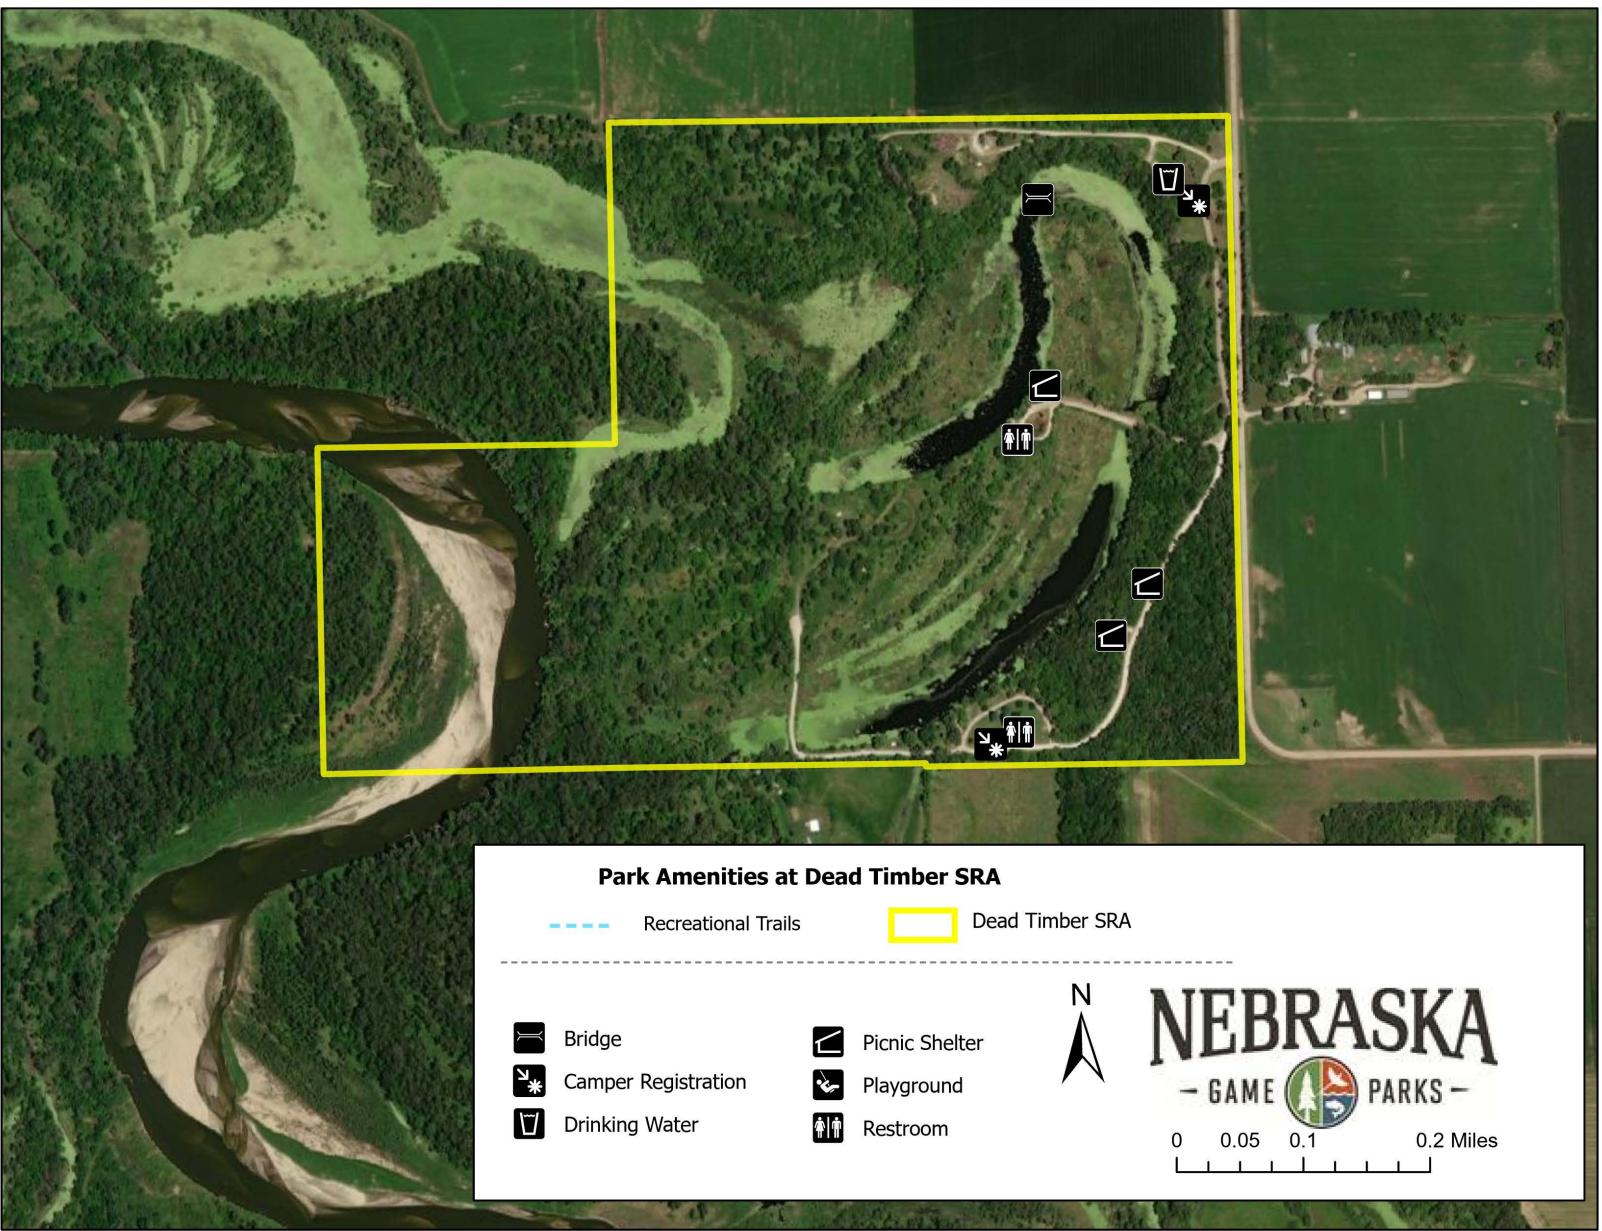 Park Amenities at Dead Timber SRA
Recreational Trails
Dead Timber SRA
Bridge
Camper Registration
Drinking Water
Picnic Shelter
Playground
Restroom
N
NEBRASKA
- GAME PARKS -
0 0.05 0.1 0.2 Miles